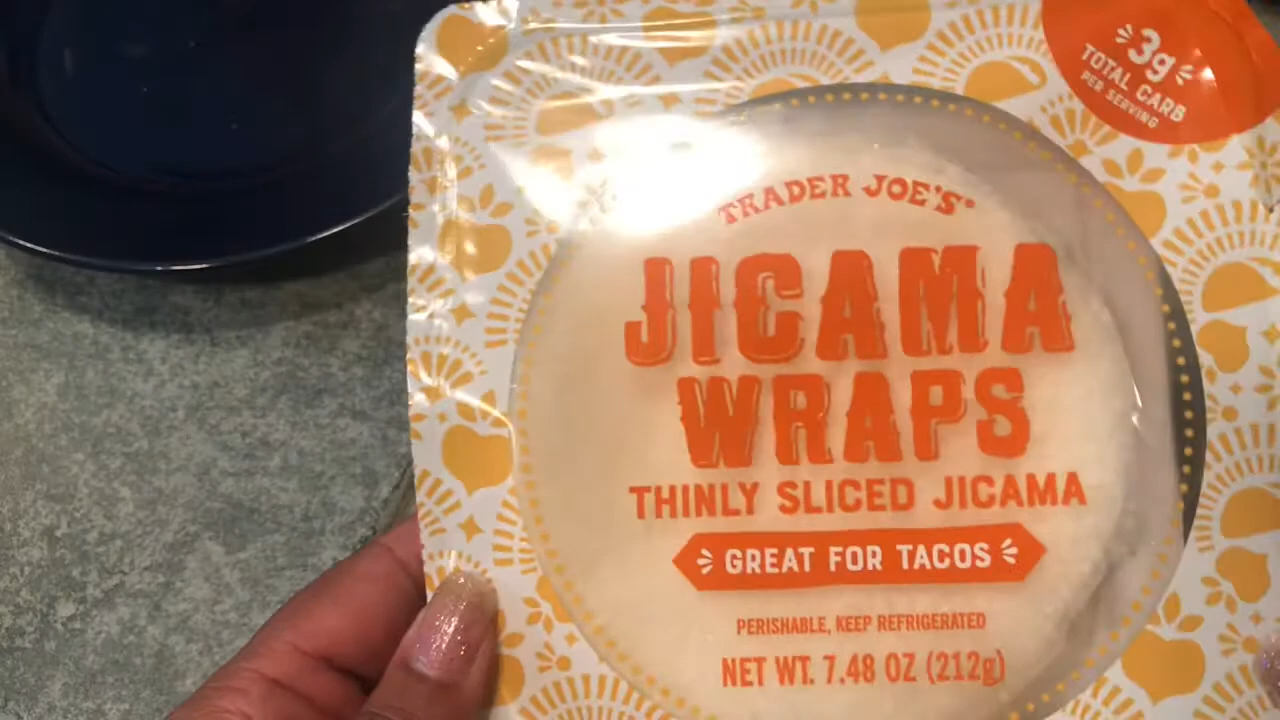 3g
TOTAL CARB
PER SERVING
TRADER JOE'S®
JICAMA
WRAPS
THINLY SLICED JICAMA
GREAT FOR TACOS
PERISHABLE, KEEP REFRIGERATED
NET WT. 7.48 OZ (212g)